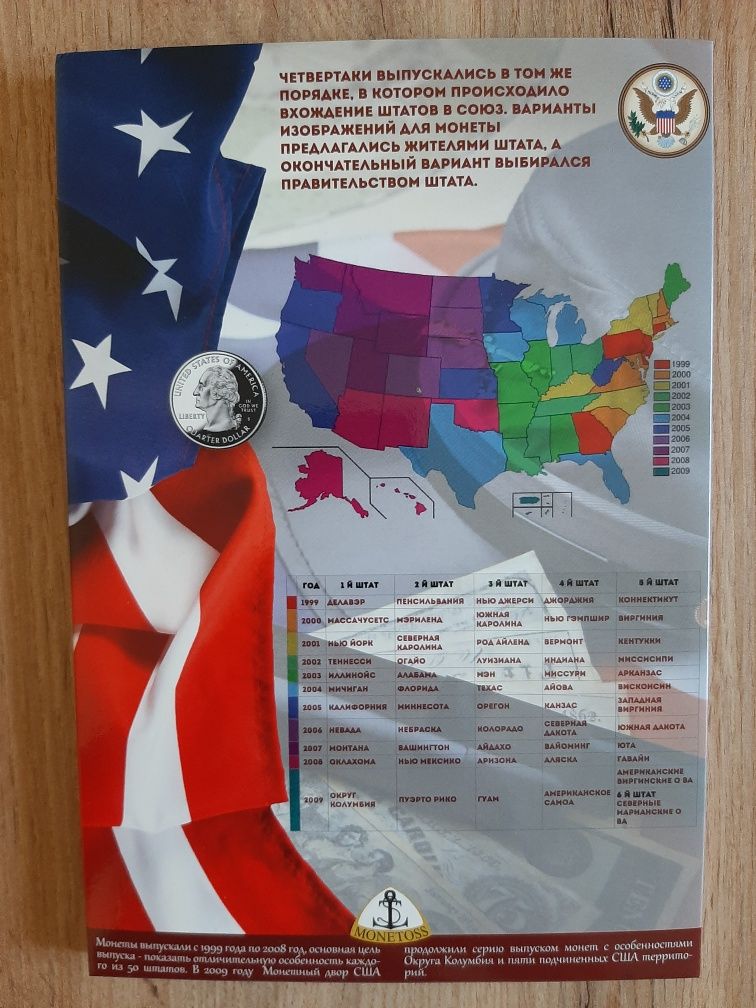 ЧЕТВЕРТАКИ ВЫПУСКАЛИСЬ В ТОМ ЖЕ
ПОРЯДКЕ, В КОТОРОМ ПРОИСХОДИЛО
ВХОЖДЕНИЕ ШТАТОВ В СОЮЗ. ВАРИАНТЫ
ИЗОБРАЖЕНИЙ ДЛЯ МОНЕТЫ
ПРЕДЛАГАЛИСЬ ЖИТЕЛЯМИ ШТАТА, А
ОКОНЧАТЕЛЬНЫЙ ВАРИАНТ ВЫБИРАЛСЯ
ПРАВИТЕЛЬСТВОМ ШТАТА.
UNITED STATES OF AMERICA
LIBERTY
IN
GOD WE
TRUST
S
QUARTER DOLLAR
1999
2000
2001
2002
2003
2004
2005
2006
2007
2008
2009
ГОД 1 Й ШТАТ 2 Й ШТАТ 3 Й ШТАТ 4 Й ШТАТ 5 Й ШТАТ
1999 ДЕЛАВЭР ПЕНСИЛЬВАНИЯ НЬЮ ДЖЕРСИ ДЖОРДЖИЯ КОННЕКТИКУТ
2000 МАССАЧУСЕТС МЭРИЛЕНД ЮЖНАЯ КАРОЛИНА НЬЮ ГЭМПШИР ВИРГИНИЯ
2001 НЬЮ ЙОРК СЕВЕРНАЯ КАРОЛИНА РОД АЙЛЕНД ВЕРМОНТ КЕНТУККИ
2002 ТЕННЕССИ ОГАЙО ЛУИЗИАНА ИНДИАНА МИССИСИПИ
2003 ИЛЛИНОЙС АЛАБАМА МЭН МИССУРИ АРКАНЗАС
2004 МИЧИГАН ФЛОРИДА ТЕХАС АЙОВА ВИСКОНСИН
2005 КАЛИФОРНИЯ МИННЕСОТА ОРЕГОН КАНЗАС ЗАПАДНАЯ ВИРГИНИЯ
2006 НЕВАДА НЕБРАСКА КОЛОРАДО СЕВЕРНАЯ ДАКОТА ЮЖНАЯ ДАКОТА
2007 МОНТАНА ВАШИНГТОН АЙДАХО ВАЙОМИНГ ЮТА
2008 ОКЛАХОМА НЬЮ МЕКСИКО АРИЗОНА АЛЯСКА ГАВАЙИ
2009 ОКРУГ КОЛУМБИЯ ПУЭРТО РИКО ГУАМ АМЕРИКАНСКОЕ САМОА АМЕРИКАНСКИЕ ВИРГИНСКИЕ О ВА
6 Й ШТАТ
СЕВЕРНЫЕ
МАРИАНСКИЕ О
ВА
MONETOSS
Монеты выпускали с 1999 года по 2008 год, основная цель
выпуска - показать отличительную особенность каждо-
го из 50 штатов. В 2009 году Монетный двор США
продолжили серию выпуском монет с особенностями
Округа Колумбия и пяти подчиненных США террито-
рий.